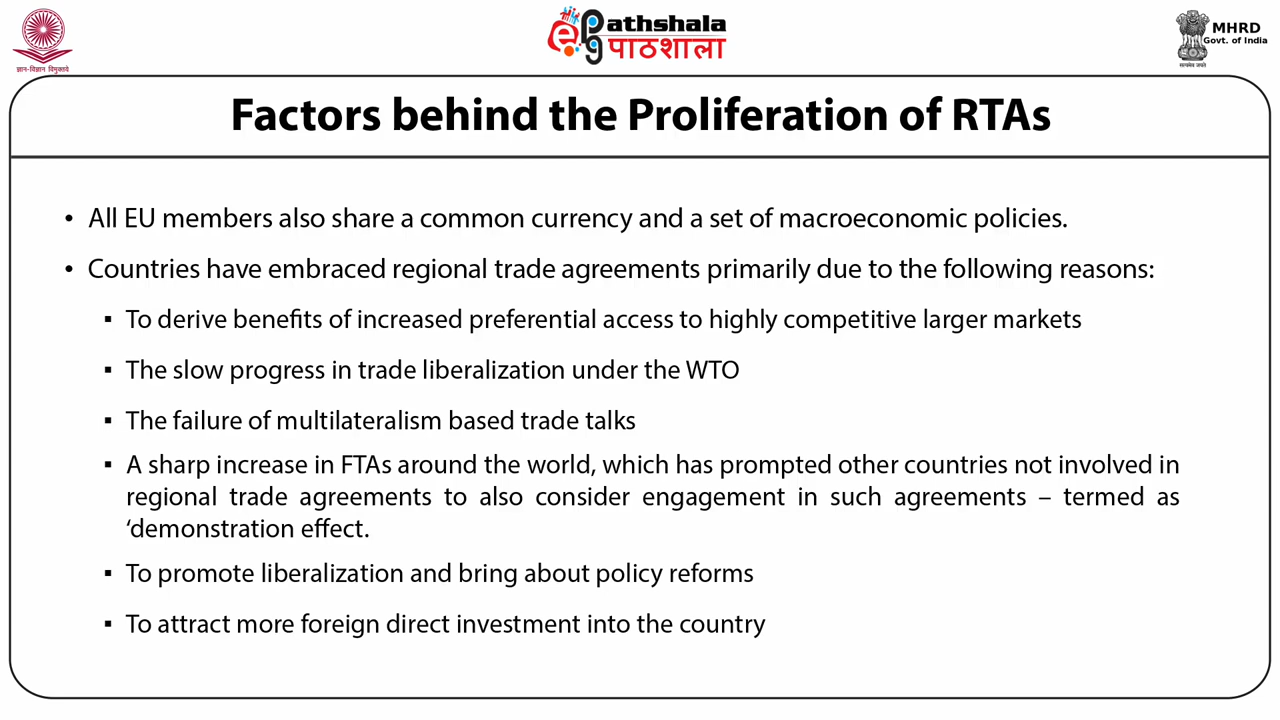 ज्ञान-विज्ञान विमुक्तये
ePathshala
पाठशाला
MHRD
Govt. of India
सत्यमेव जयते
Factors behind the Proliferation of RTAs
• All EU members also share a common currency and a set of macroeconomic policies.
• Countries have embraced regional trade agreements primarily due to the following reasons:
▪ To derive benefits of increased preferential access to highly competitive larger markets
▪ The slow progress in trade liberalization under the WTO
▪ The failure of multilateralism based trade talks
▪ A sharp increase in FTAs around the world, which has prompted other countries not involved in
regional trade agreements to also consider engagement in such agreements – termed as
‘demonstration effect.
▪ To promote liberalization and bring about policy reforms
▪ To attract more foreign direct investment into the country